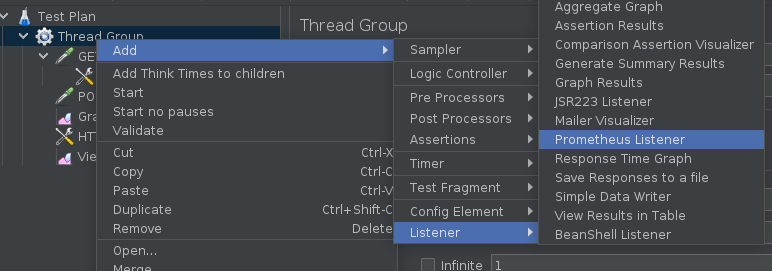 Test Plan
Thread Group
GE
PO
Gra
HT
Vie
Thread Group
Add
Add Think Times to children
Start
Start no pauses
Validate
Cut Ctrl-X
Copy Ctrl-C
Paste Ctrl-V
Duplicate Ctrl+Shift-C
Remove Delete
Open...
Merge
Sampler
Logic Controller
Pre Processors
Post Processors
Assertions
Timer
Test Fragment
Config Element
Listener
Aggregate Graph
Assertion Results
Comparison Assertion Visualizer
Generate Summary Results
Graph Results
JSR223 Listener
Mailer Visualizer
Prometheus Listener
Response Time Graph
Save Responses to a file
Simple Data Writer
View Results in Table
BeanShell Listener
Infinite 1